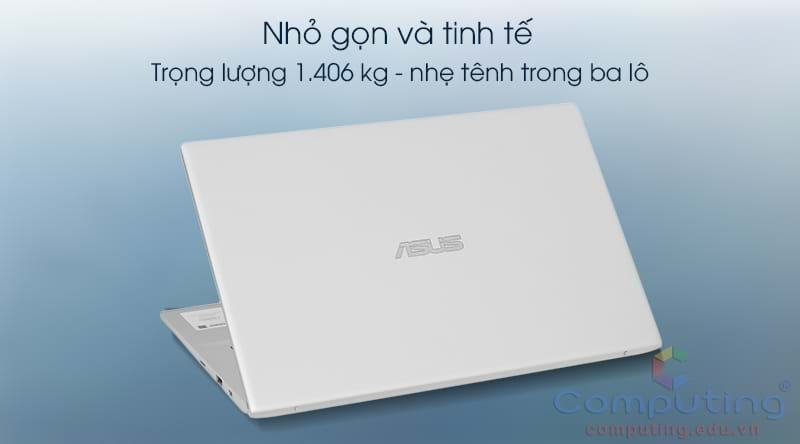 Nhỏ gọn và tinh tế
Trọng lượng 1.406 kg - nhẹ tênh trong ba lô
ASUS
Computing®
computing.edu.vn